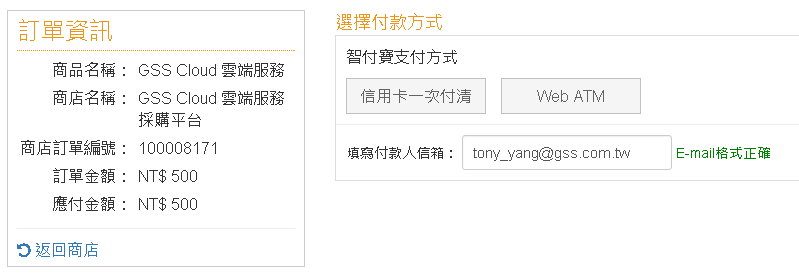 訂單資訊
商品名稱： GSS Cloud 雲端服務
商店名稱： GSS Cloud 雲端服務
採購平台
商店訂單編號： 100008171
訂單金額： NT$ 500
應付金額： NT$ 500
返回商店
選擇付款方式
智付寶支付方式
信用卡一次付清 Web ATM
填寫付款人信箱： tony_yang@gss.com.tw E-mail格式正確